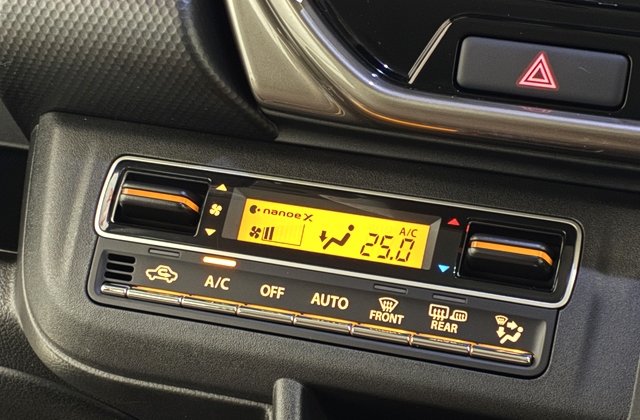 nanoe X
A/C
25.0
A/C
OFF
AUTO
FRONT
REAR